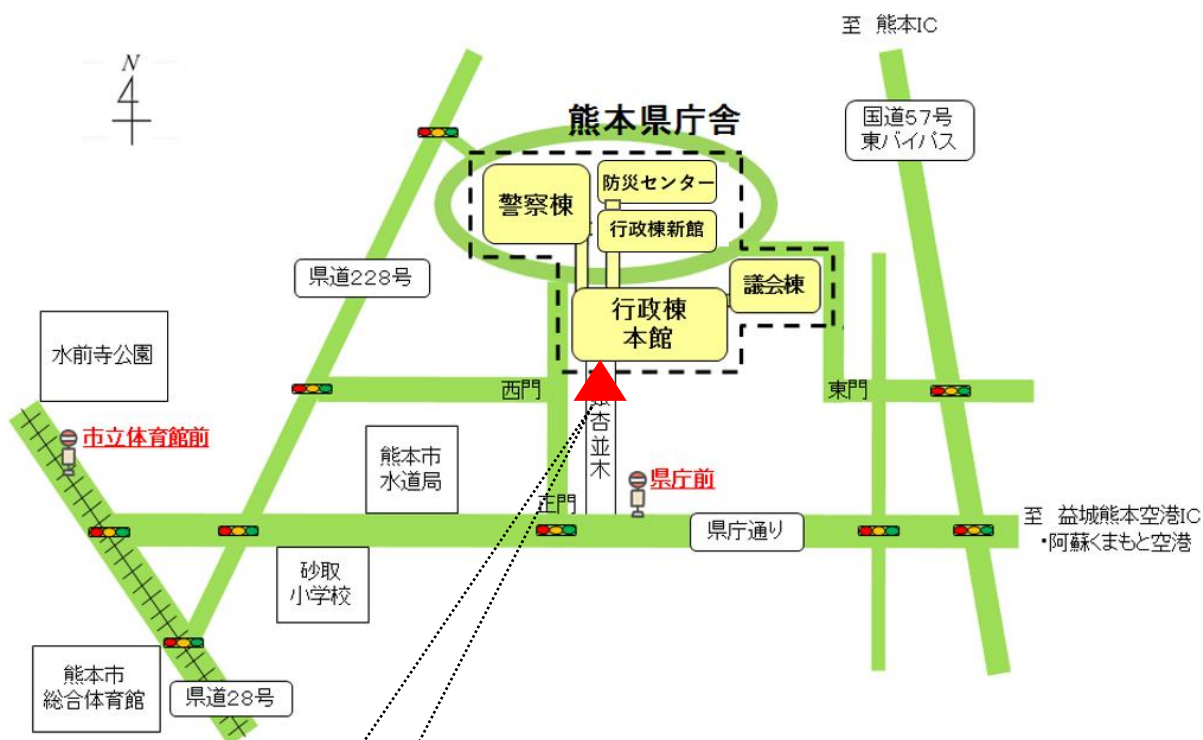 至 熊本IC
N
熊本県庁舎
国道57号
東バイパス
防災センター
警察棟
行政棟新館
県道228号
議会棟
行政棟
本館
水前寺公園
西門
東門
市立体育館前
杏並木
熊本市
水道局
県庁前
正門
県庁通り
至 益城熊本空港IC
・阿蘇くまもと空港
砂取
小学校
熊本市
総合体育館
県道28号